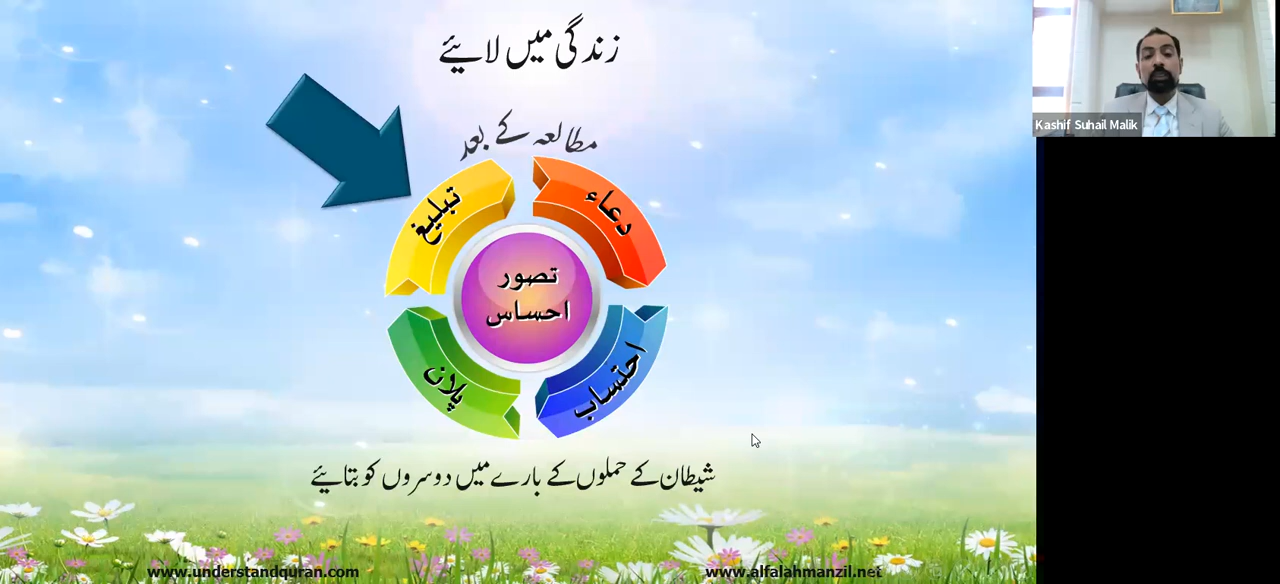 زندگی میں لائیے
Kashif Suhail Malik
مطالعہ کے بعد
دعاء
تبلیغ
تصور
احساس
احتساب
پلان
شیطان کے حملوں کے بارے میں دوسروں کو بتائیے
www.understandquran.com
www.alfalahmanzil.net